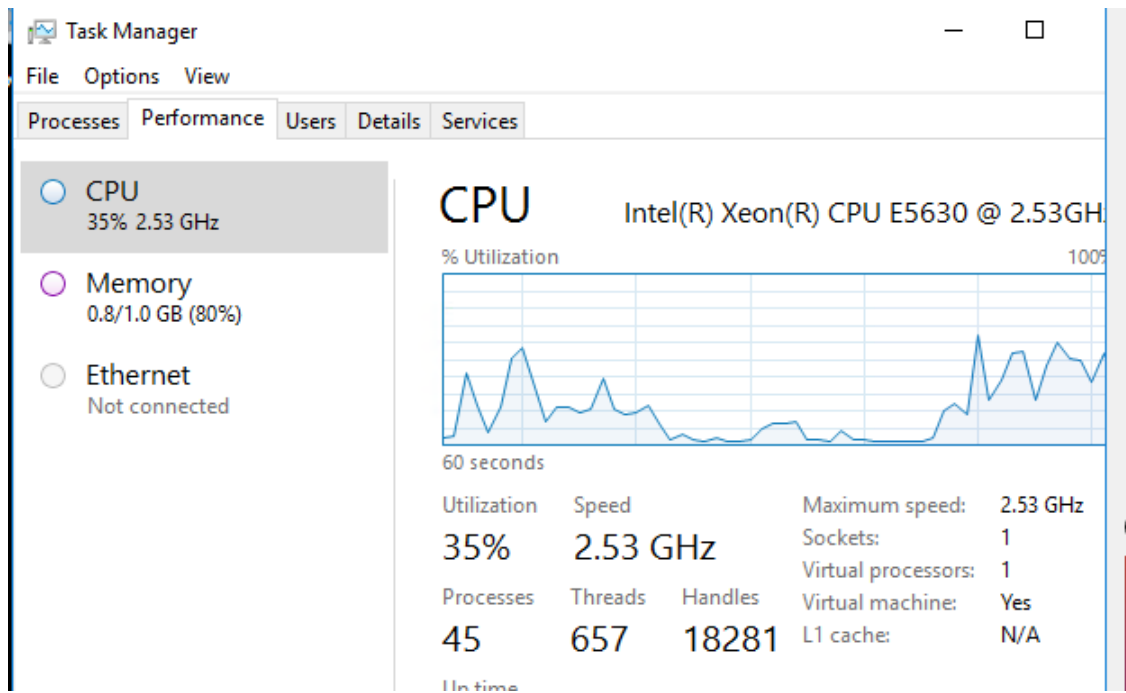 Task Manager
File Options View
Processes Performance Users Details Services
CPU
35% 2.53 GHz
Memory
0.8/1.0 GB (80%)
Ethernet
Not connected
CPU Intel(R) Xeon(R) CPU E5630 @ 2.53GH
% Utilization 100%
60 seconds
Utilization Speed
35% 2.53 GHz
Processes Threads Handles
45 657 18281
Maximum speed: 2.53 GHz
Sockets: 1
Virtual processors: 1
Virtual machine: Yes
L1 cache: N/A
Up time